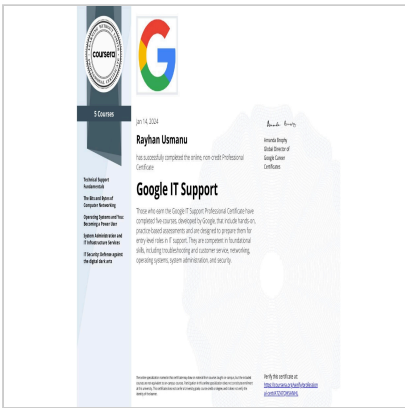 coursera
5 Courses
Technical Support
Fundamentals
The Bits and Bytes of
Computer Networking
Operating Systems and You:
Becoming a Power User
System Administration and
IT Infrastructure Services
IT Security: Defense against
the digital dark arts
Jan 14, 2024
Rayhan Usmanu
has successfully completed the online, non-credit Professional
Certificate
Google IT Support
Those who earn the Google IT Support Professional Certificate have
completed five courses, developed by Google, that include hands-on,
practice-based assessments and are designed to prepare them for
entry-level roles in IT support. They are competent in foundational
skills, including troubleshooting and customer service, networking,
operating systems, system administration, and security.
Amanda Brophy
Global Director of
Google Career
Certificates
Verify this certificate at: